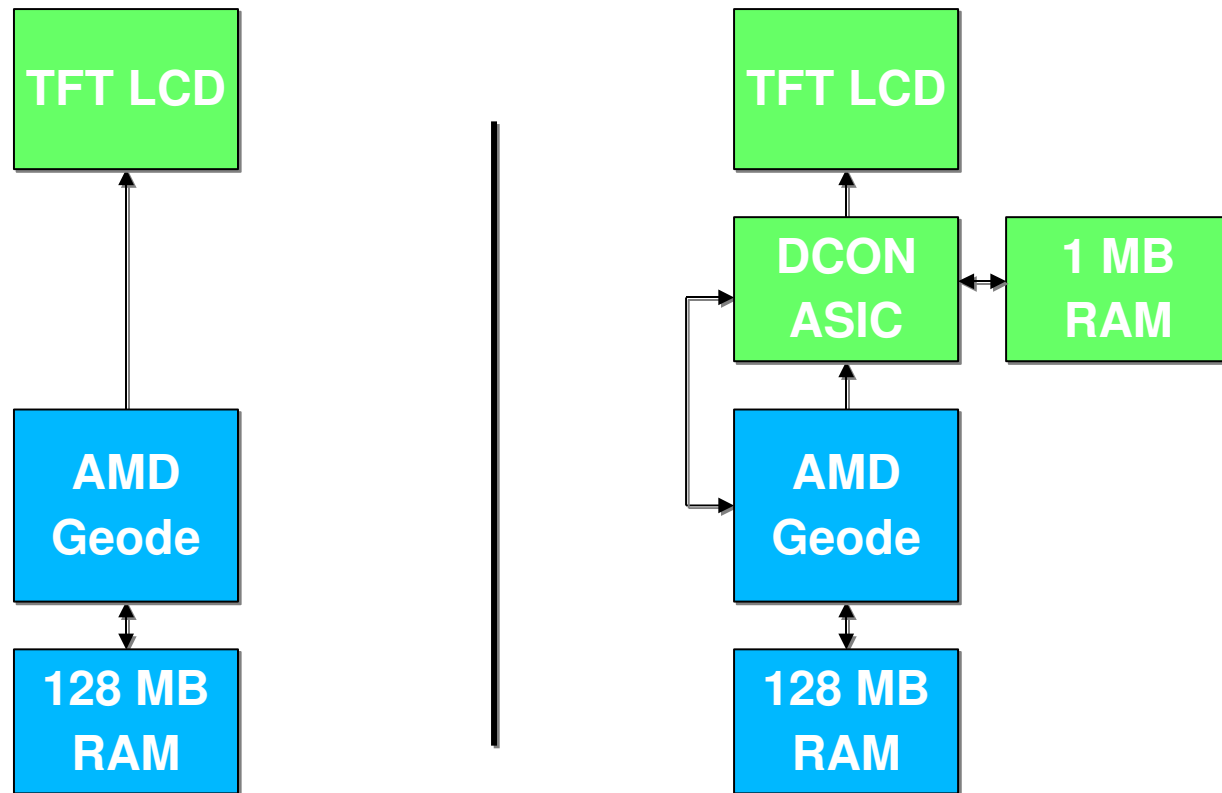 TFT LCD
AMD
Geode
128 MB
RAM
TFT LCD
DCON
ASIC
1 MB
RAM
AMD
Geode
128 MB
RAM